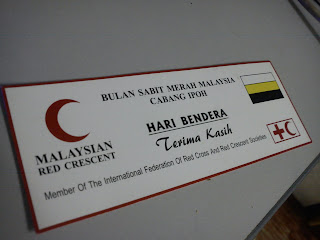 BULAN SABIT MERAH MALAYSIA
CABANG IPOH
HARI BENDERA
Terima Kasih
MALAYSIAN
RED CRESCENT
Member Of The International Federation Of Red Cross And Red Crescent Societies